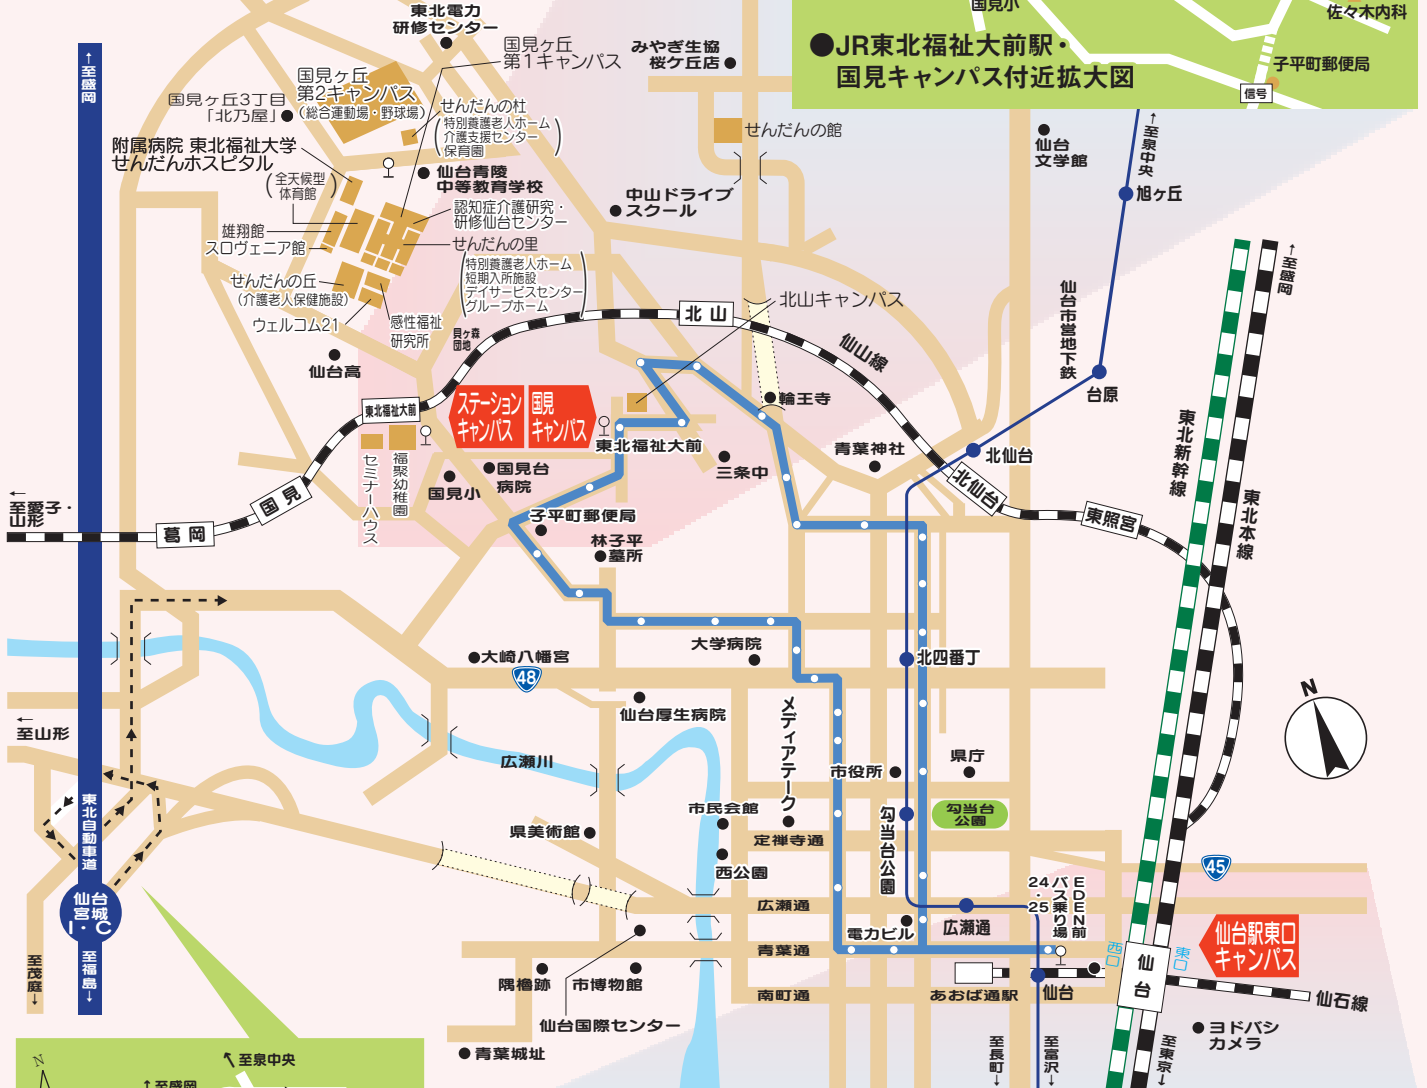 東北電力
研修センター
国見ヶ丘
第1キャンパス
みやぎ生協
桜ケ丘店
国見小
佐々木内科
●JR東北福祉大前駅・
国見キャンパス付近拡大図
子平町郵便局
信号
↑至盛岡
国見ヶ丘
第2キャンパス
(総合運動場・野球場)
国見ヶ丘3丁目
「北乃屋」
せんだんの杜
(特別養護老人ホーム
介護支援センター
保育園)
せんだんの館
仙台
文学館
↑至泉中央
旭ヶ丘
附属病院 東北福祉大学
せんだんホスピタル
(全天候型
体育館)
仙台青陵
中等教育学校
中山ドライブ
スクール
認知症介護研究・
研修仙台センター
雄翔館
スロヴェニア館
せんだんの里
(特別養護老人ホーム
短期入所施設
デイサービスセンター
グループホーム)
せんだんの丘
(介護老人保健施設)
ウェルコム21
感性福祉
研究所
貝ヶ森
団地
北山
北山キャンパス
仙山線
仙台市営地下鉄
↑至盛岡
仙台高
台原
輪王寺
東北福祉大前
ステーション
キャンパス
国見
キャンパス
東北福祉大前
セミナーハウス
福聚幼稚園
国見小
国見台
病院
三条中
青葉神社
北仙台
北仙台
東北新幹線
東北本線
東照宮
国見
葛岡
←
至愛子・
山形
子平町郵便局
林子平
墓所
大崎八幡宮
48
大学病院
北四番丁
仙台厚生病院
メディアテーク
N
←
至山形
広瀬川
市役所
県庁
勾当台
公園
勾当台公園
市民会館
県美術館
定禅寺通
西公園
東北自動車道
仙台
宮城
I・C
至福島↓
至茂庭↓
45
広瀬通
広瀬通
EDEN前
バス乗り場
24・25
電力ビル
青葉通
南町通
西口
東口
仙台
仙台駅東口
キャンパス
あおば通駅
仙台
仙石線
隅櫓跡
市博物館
仙台国際センター
青葉城址
ヨドバシ
カメラ
至長町↓
至富沢↓
至東京↓
N
↖至泉中央
↑至盛岡